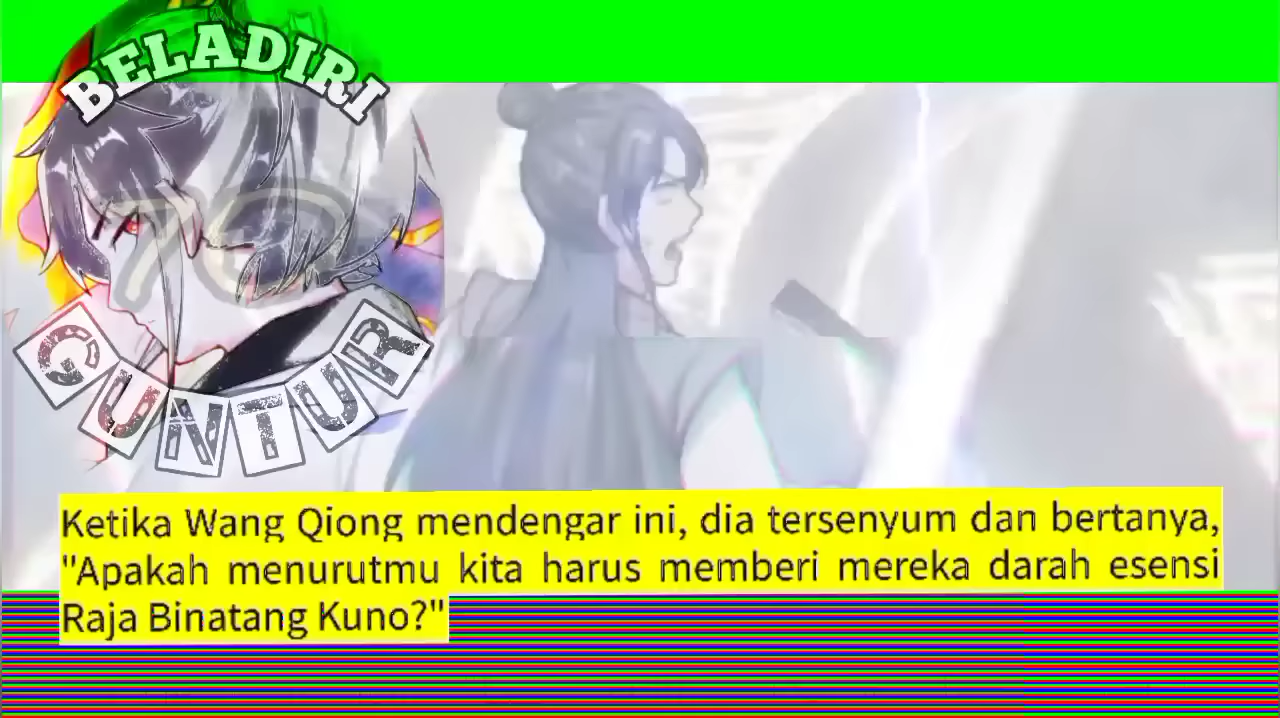 BELADIRI
GUNTUR
Ketika Wang Qiong mendengar ini, dia tersenyum dan bertanya,
"Apakah menurutmu kita harus memberi mereka darah esensi
Raja Binatang Kuno?"